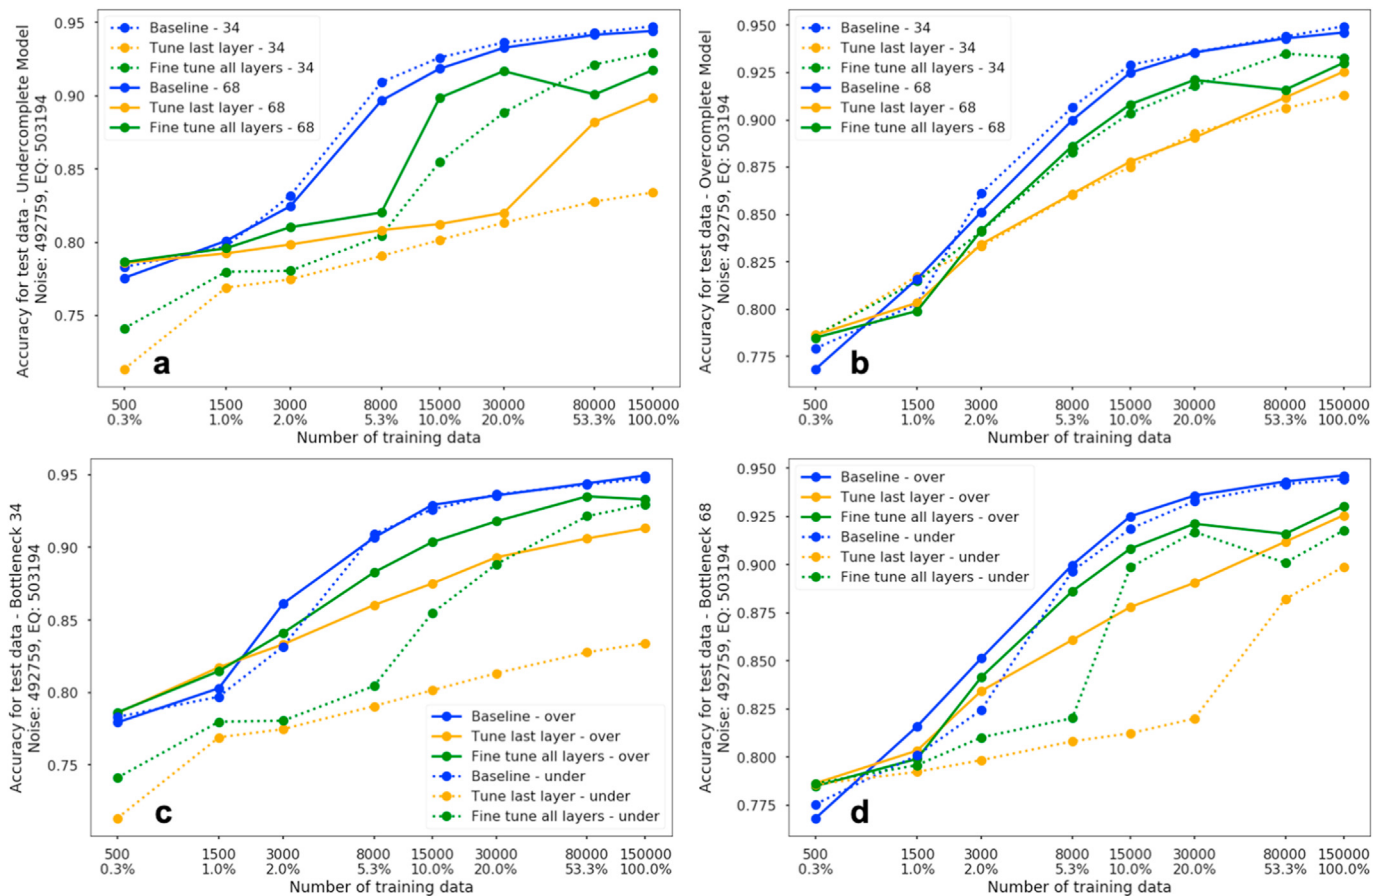 Accuracy for test data - Undercomplete Model
Noise: 492759, EQ: 503194
0.95
0.90
0.85
0.80
0.75
Baseline - 34
Tune last layer - 34
Fine tune all layers - 34
Baseline - 68
Tune last layer - 68
Fine tune all layers - 68
a
500 1500 3000 8000 15000 30000 80000 150000
0.3% 1.0% 2.0% 5.3% 10.0% 20.0% 53.3% 100.0%
Number of training data
Accuracy for test data - Overcomplete Model
Noise: 492759, EQ: 503194
0.950
0.925
0.900
0.875
0.850
0.825
0.800
0.775
Baseline - 34
Tune last layer - 34
Fine tune all layers - 34
Baseline - 68
Tune last layer - 68
Fine tune all layers - 68
b
500 1500 3000 8000 15000 30000 80000 150000
0.3% 1.0% 2.0% 5.3% 10.0% 20.0% 53.3% 100.0%
Number of training data
Accuracy for test data - Bottleneck 34
Noise: 492759, EQ: 503194
0.95
0.90
0.85
0.80
0.75
Baseline - over
Tune last layer - over
Fine tune all layers - over
Baseline - under
Tune last layer - under
Fine tune all layers - under
c
500 1500 3000 8000 15000 30000 80000 150000
0.3% 1.0% 2.0% 5.3% 10.0% 20.0% 53.3% 100.0%
Number of training data
Accuracy for test data - Bottleneck 68
Noise: 492759, EQ: 503194
0.950
0.925
0.900
0.875
0.850
0.825
0.800
0.775
Baseline - over
Tune last layer - over
Fine tune all layers - over
Baseline - under
Tune last layer - under
Fine tune all layers - under
d
500 1500 3000 8000 15000 30000 80000 150000
0.3% 1.0% 2.0% 5.3% 10.0% 20.0% 53.3% 100.0%
Number of training data